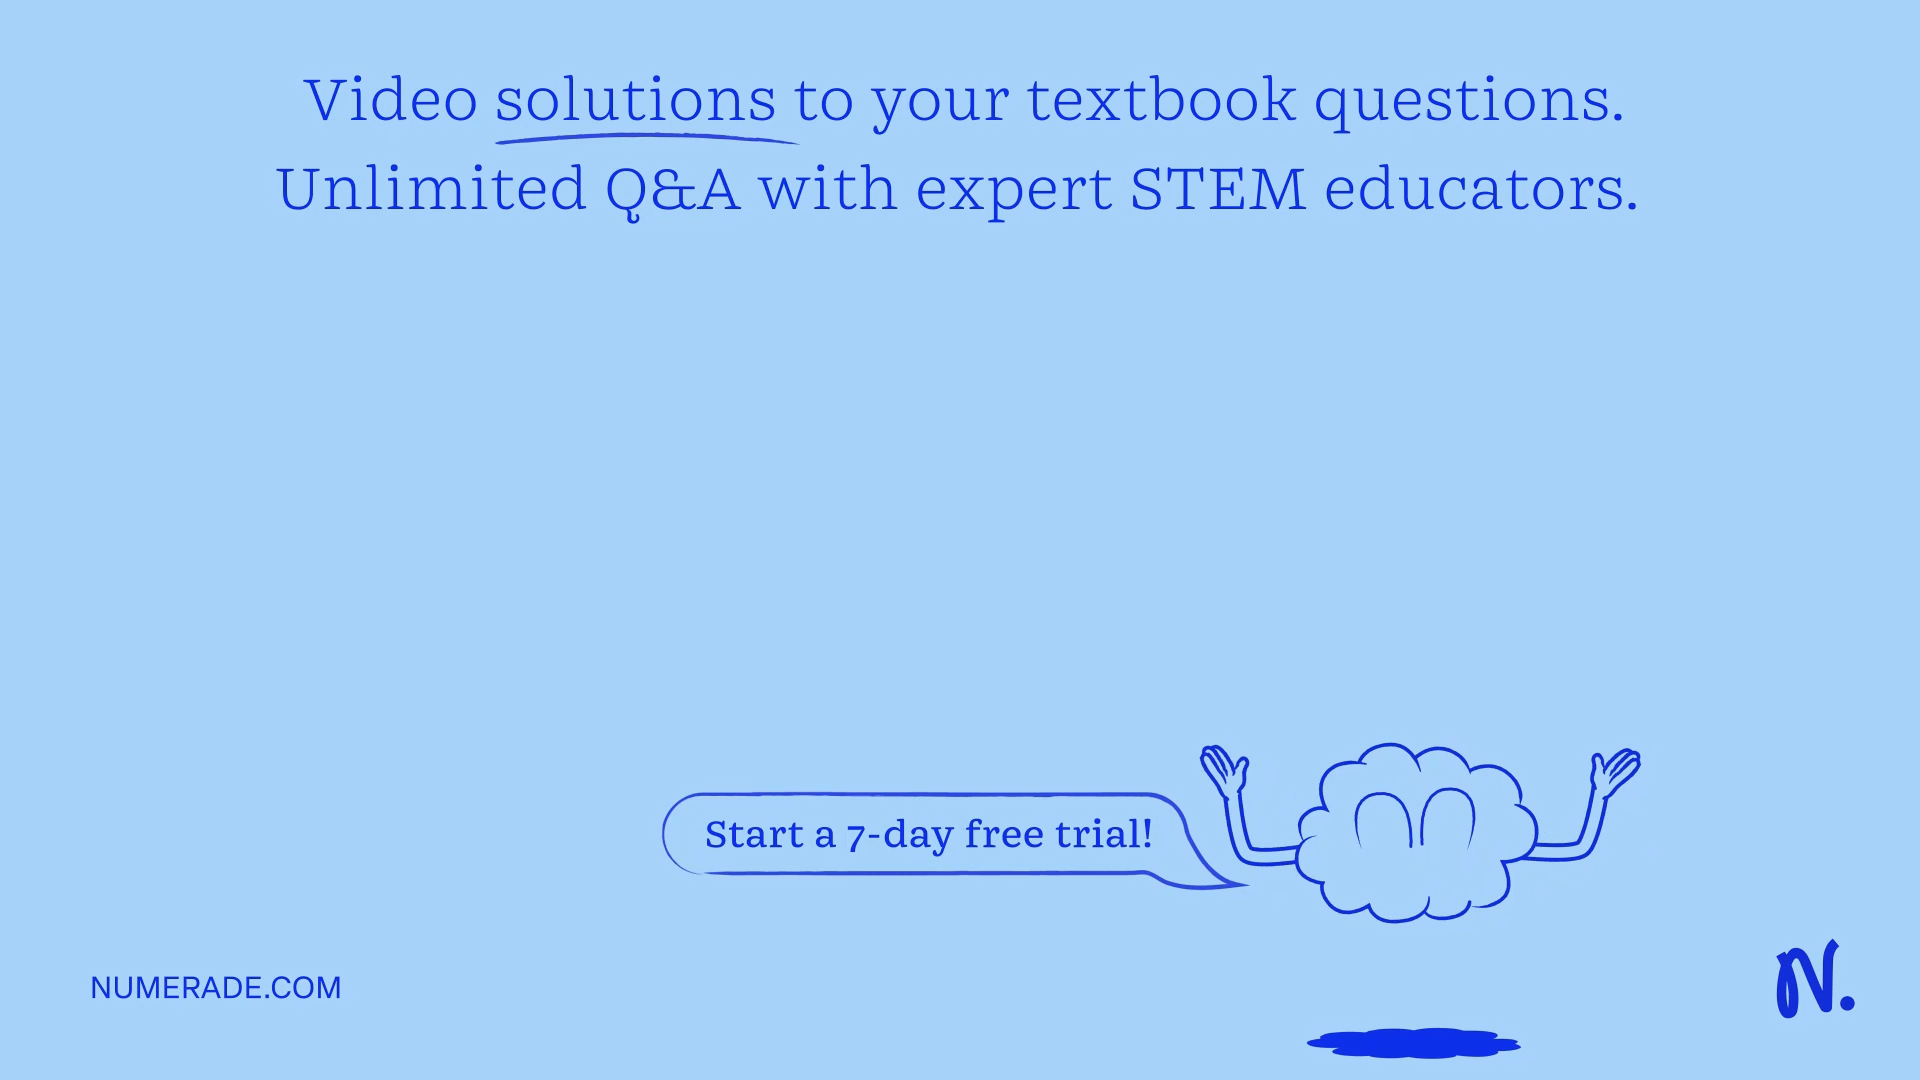 Video solutions to your textbook questions.
Unlimited Q&A with expert STEM educators.
Start a 7-day free trial!
NUMERADE.COM
N.